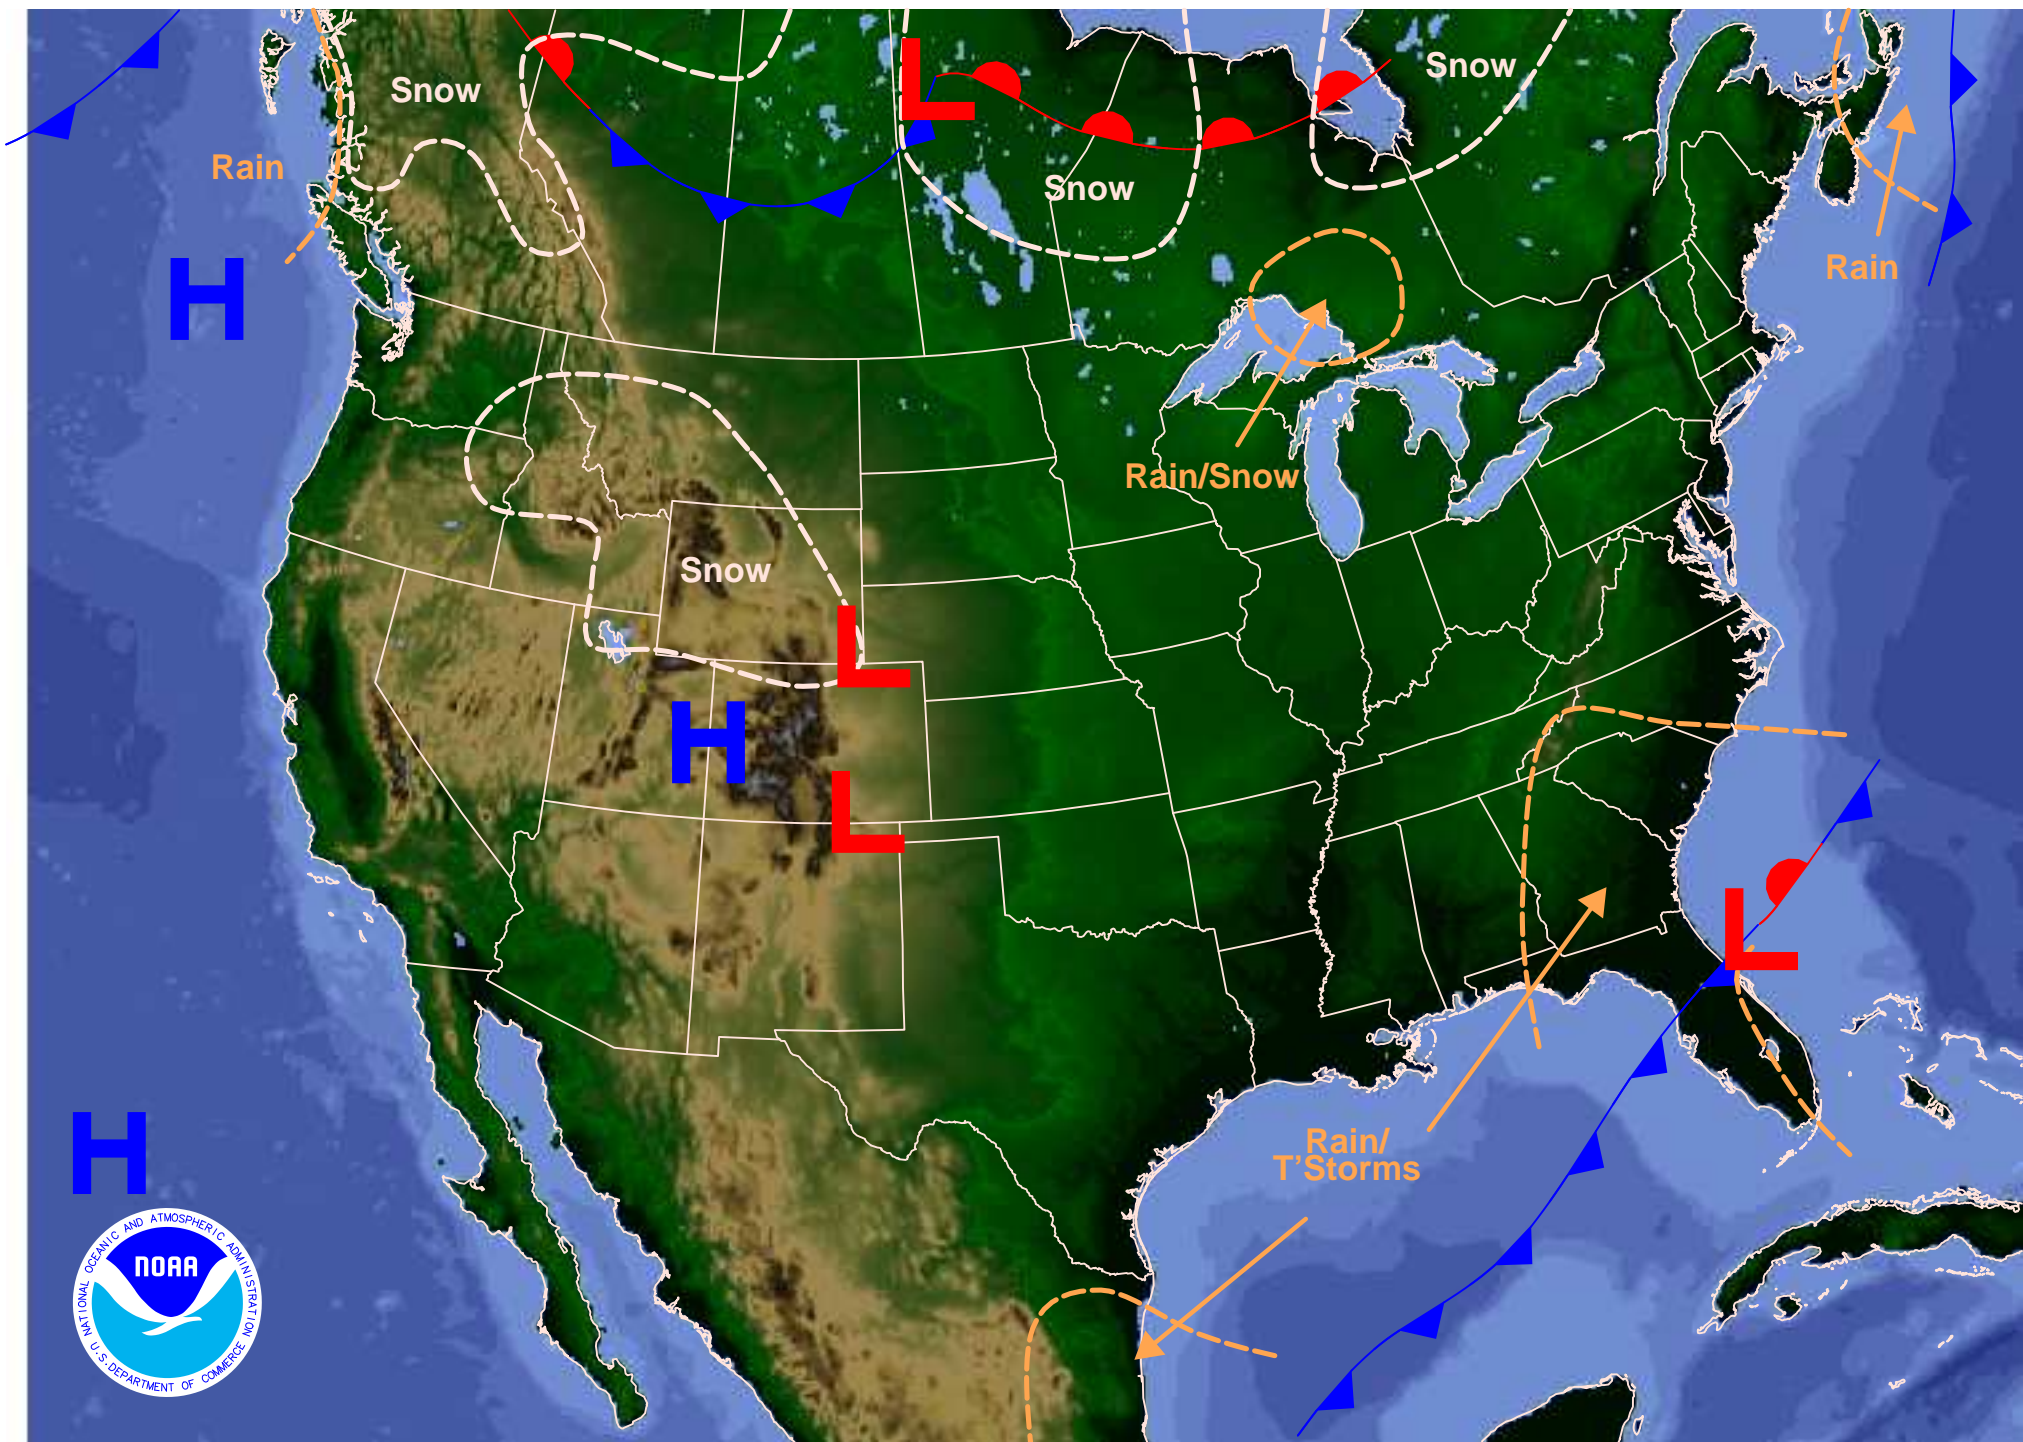 Snow
Snow
Rain
Snow
Rain
Rain/Snow
Snow
L
H
L
H
L
L
Rain/
T'Storms
H
NATIONAL OCEANIC AND ATMOSPHERIC ADMINISTRATION
NOAA
U.S. DEPARTMENT OF COMMERCE